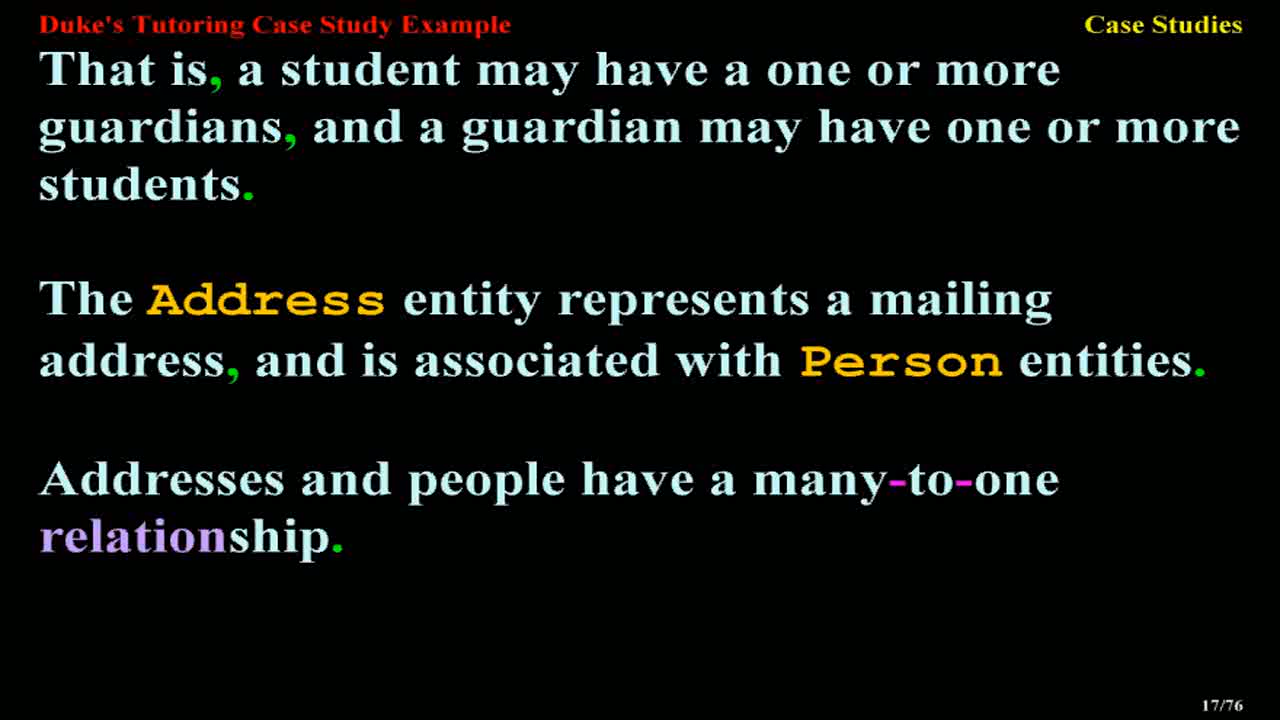 Duke's Tutoring Case Study Example
Case Studies
That is, a student may have a one or more
guardians, and a guardian may have one or more
students.
The Address entity represents a mailing
address, and is associated with Person entities.
Addresses and people have a many-to-one
relationship.
17/76